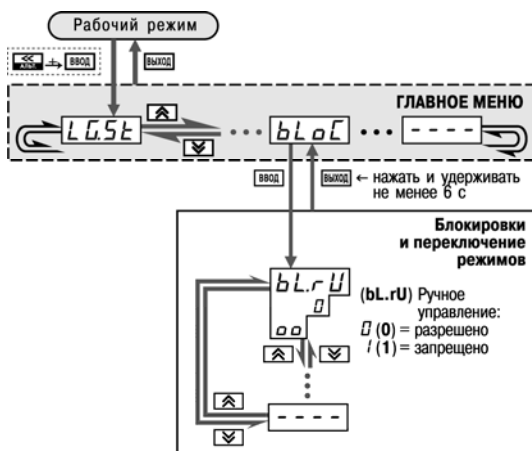 Рабочий режим
<<
АЛЬТ.
ВВОД
ВЫХОД
ГЛАВНОЕ МЕНЮ
LG.St
bLoC
- - - -
ВВОД
ВЫХОД ← нажать и удерживать
не менее 6 с
Блокировки
и переключение
режимов
bL.rU
0
oo
(bL.rU) Ручное
управление:
0 (0) = разрешено
1 (1) = запрещено
- - - -